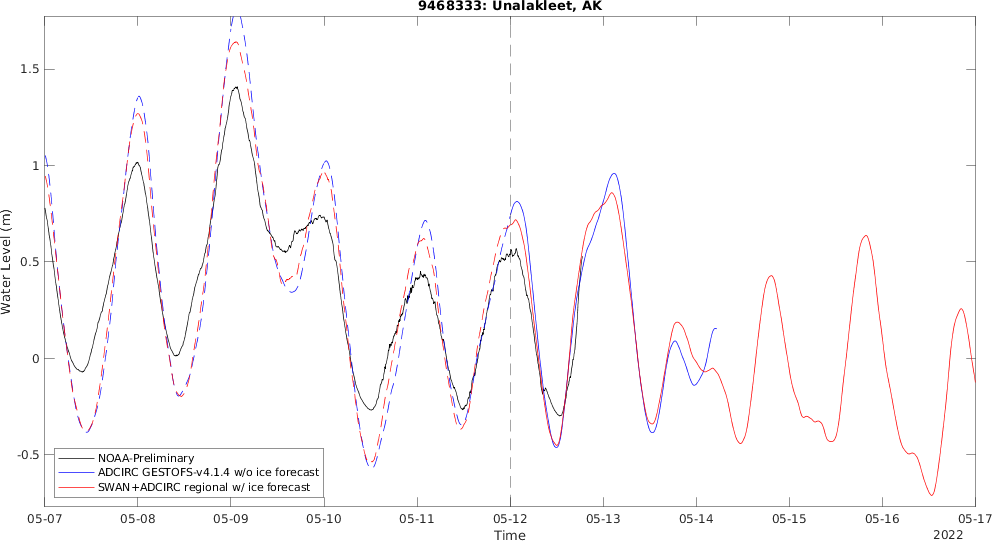 9468333: Unalakleet, AK
Water Level (m)
1.5
1
0.5
0
-0.5
NOAA-Preliminary
ADCIRC GESTOFS-v4.1.4 w/o ice forecast
SWAN+ADCIRC regional w/ ice forecast
05-07 05-08 05-09 05-10 05-11 05-12 05-13 05-14 05-15 05-16 05-17
Time
2022